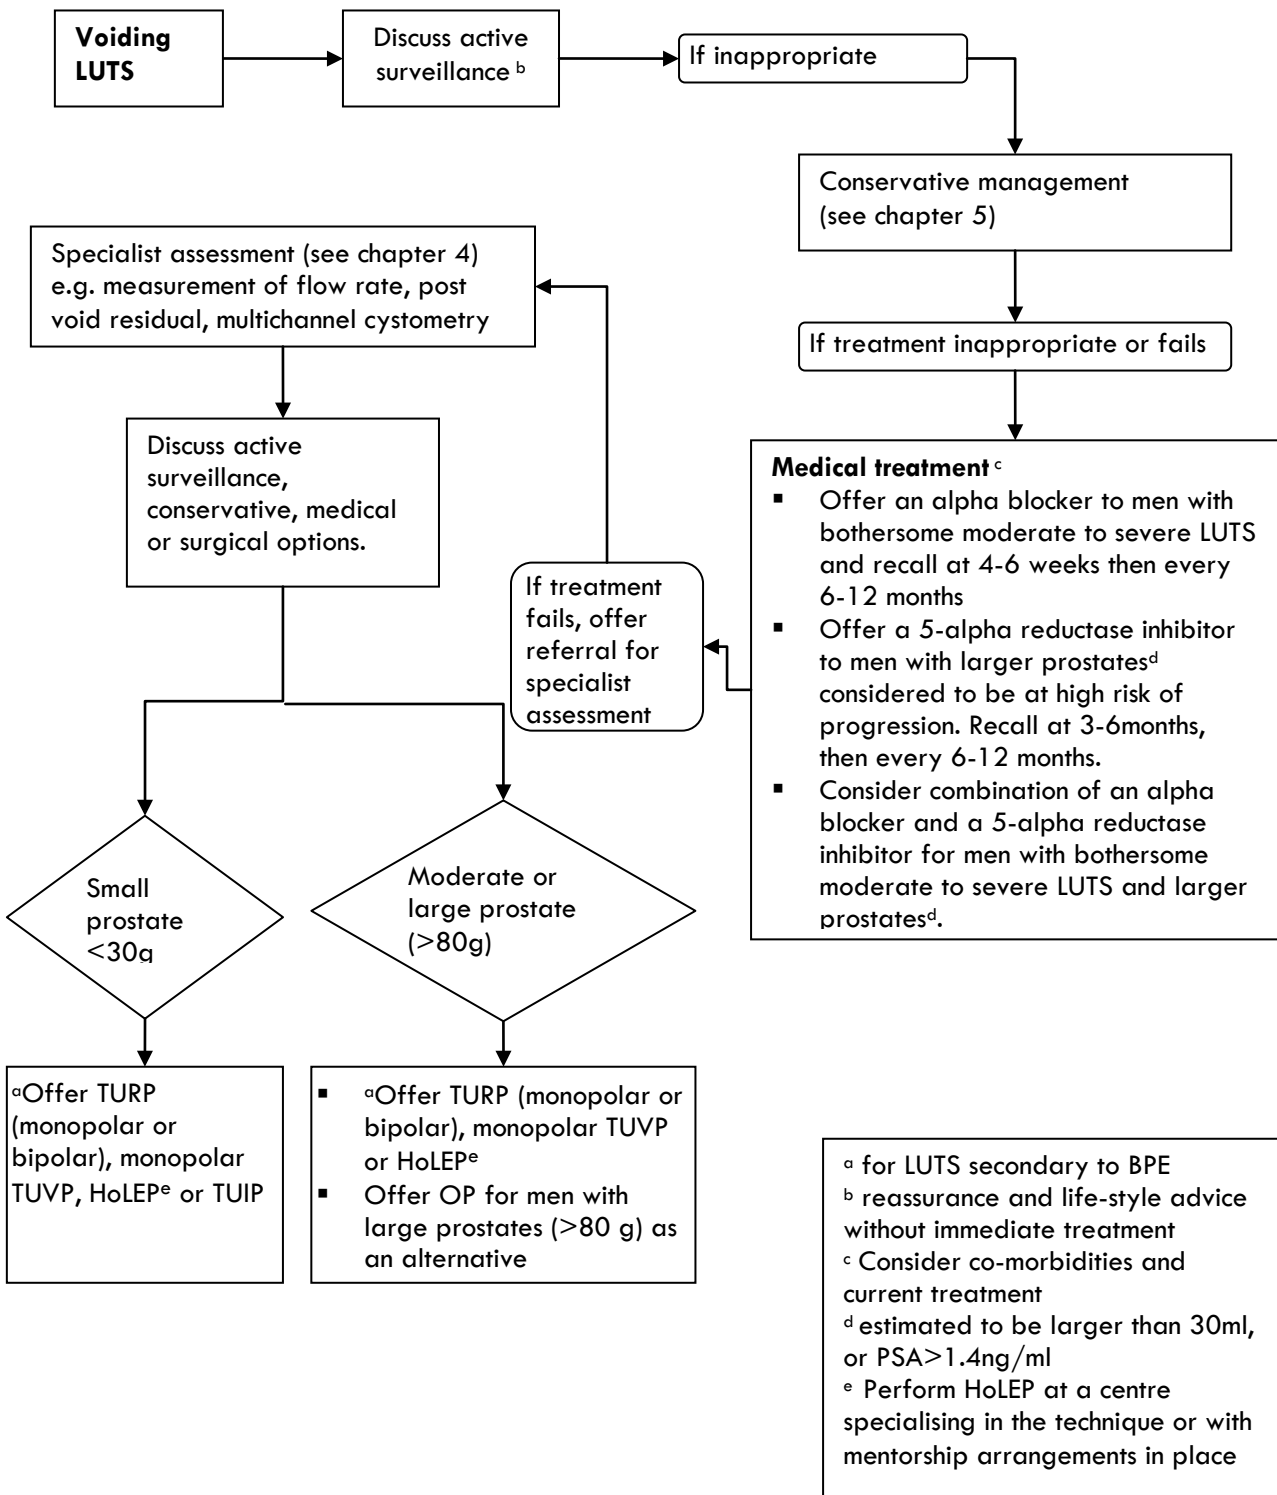 Voiding
LUTS
Discuss active
surveillance b
If inappropriate
Conservative management
(see chapter 5)
If treatment inappropriate or fails
Medical treatment c
▪ Offer an alpha blocker to men with
bothersome moderate to severe LUTS
and recall at 4-6 weeks then every
6-12 months
▪ Offer a 5-alpha reductase inhibitor
to men with larger prostatesd
considered to be at high risk of
progression. Recall at 3-6months,
then every 6-12 months.
▪ Consider combination of an alpha
blocker and a 5-alpha reductase
inhibitor for men with bothersome
moderate to severe LUTS and larger
prostatesd.
If treatment
fails, offer
referral for
specialist
assessment
Specialist assessment (see chapter 4)
e.g. measurement of flow rate, post
void residual, multichannel cystometry
Discuss active
surveillance,
conservative, medical
or surgical options.
Small
prostate
<30g
Moderate or
large prostate
(>80g)
aOffer TURP
(monopolar or
bipolar), monopolar
TUVP, HoLEPe or TUIP
▪ aOffer TURP (monopolar or
bipolar), monopolar TUVP
or HoLEPe
▪ Offer OP for men with
large prostates (>80 g) as
an alternative
a for LUTS secondary to BPE
b reassurance and life-style advice
without immediate treatment
c Consider co-morbidities and
current treatment
d estimated to be larger than 30ml,
or PSA>1.4ng/ml
e Perform HoLEP at a centre
specialising in the technique or with
mentorship arrangements in place